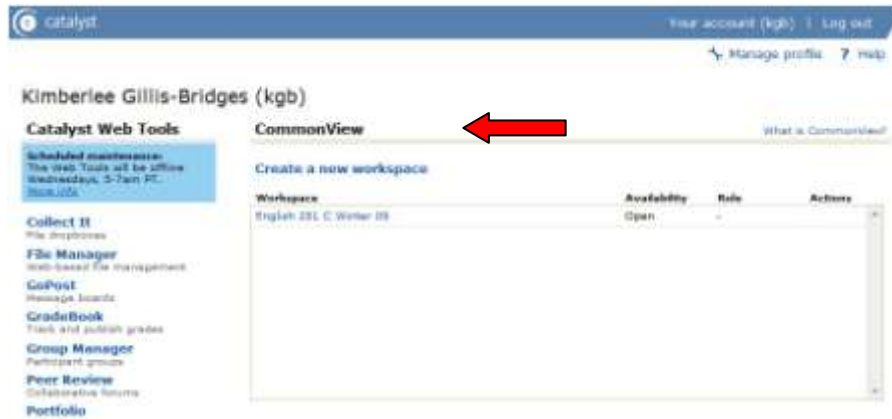 catalyst
Your account (kgb) | Log out
Manage profile ? Help
Kimberlee Gillis-Bridges (kgb)
Catalyst Web Tools
CommonView
What is CommonView?
Scheduled maintenance:
The Web Tools will be offline
Wednesdays, 5-7am PT.
More info
Create a new workspace
Workspace Availability Role Actions
English 281 C Winter 09 Open -
Collect It
File dropboxes
File Manager
Web-based file management
GoPost
Message boards
GradeBook
Track and publish grades
Group Manager
Participant groups
Peer Review
Collaborative forums
Portfolio